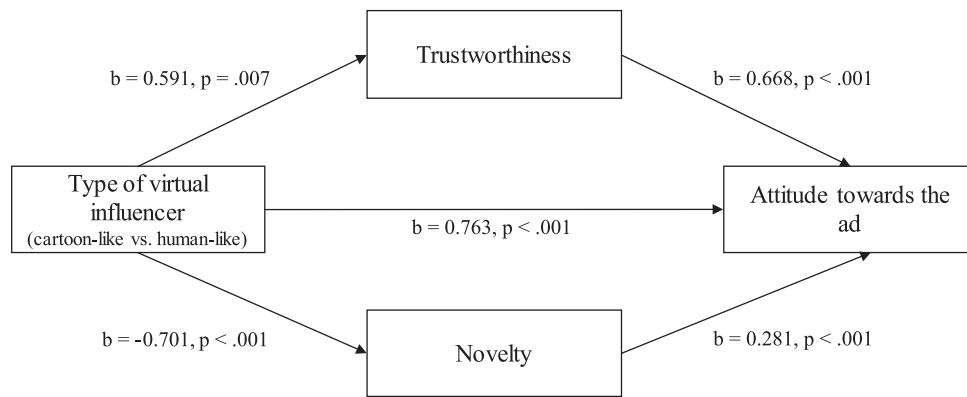 Trustworthiness
b = 0.591, p = .007
b = 0.668, p < .001
Type of virtual
influencer
(cartoon-like vs. human-like)
b = 0.763, p < .001
Attitude towards the
ad
b = -0.701, p < .001
b = 0.281, p < .001
Novelty